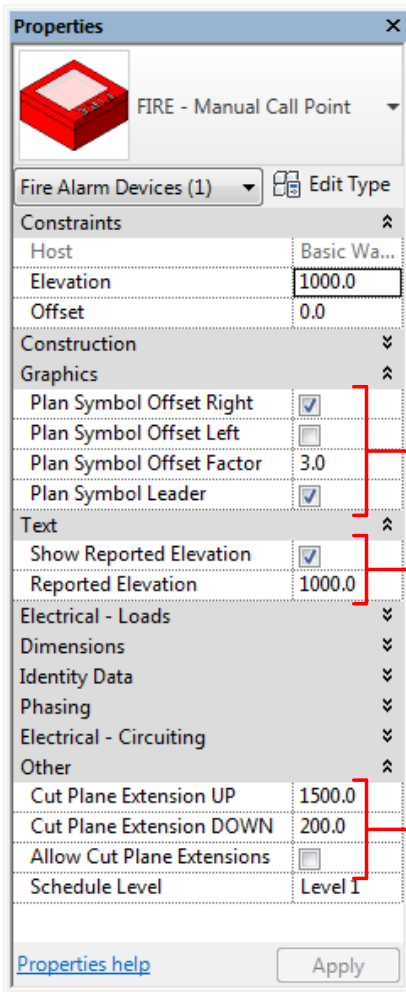 Properties
FIRE - Manual Call Point
Fire Alarm Devices (1) Edit Type
Constraints
Host Basic Wa...
Elevation 1000.0
Offset 0.0
Construction
Graphics
Plan Symbol Offset Right
Plan Symbol Offset Left
Plan Symbol Offset Factor 3.0
Plan Symbol Leader
Text
Show Reported Elevation
Reported Elevation 1000.0
Electrical - Loads
Dimensions
Identity Data
Phasing
Electrical - Circuiting
Other
Cut Plane Extension UP 1500.0
Cut Plane Extension DOWN 200.0
Allow Cut Plane Extensions
Schedule Level Level 1
Properties help Apply